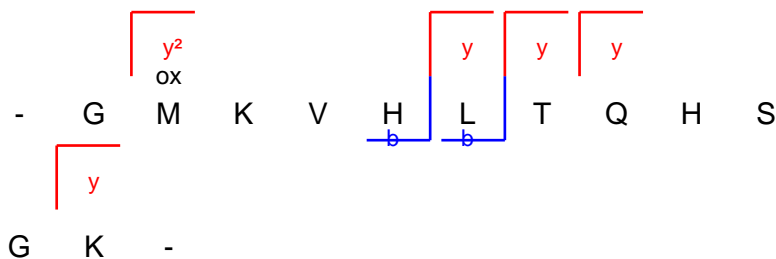 y² y y y
ox
- G M K V H L T Q H S
b b
y
G K -